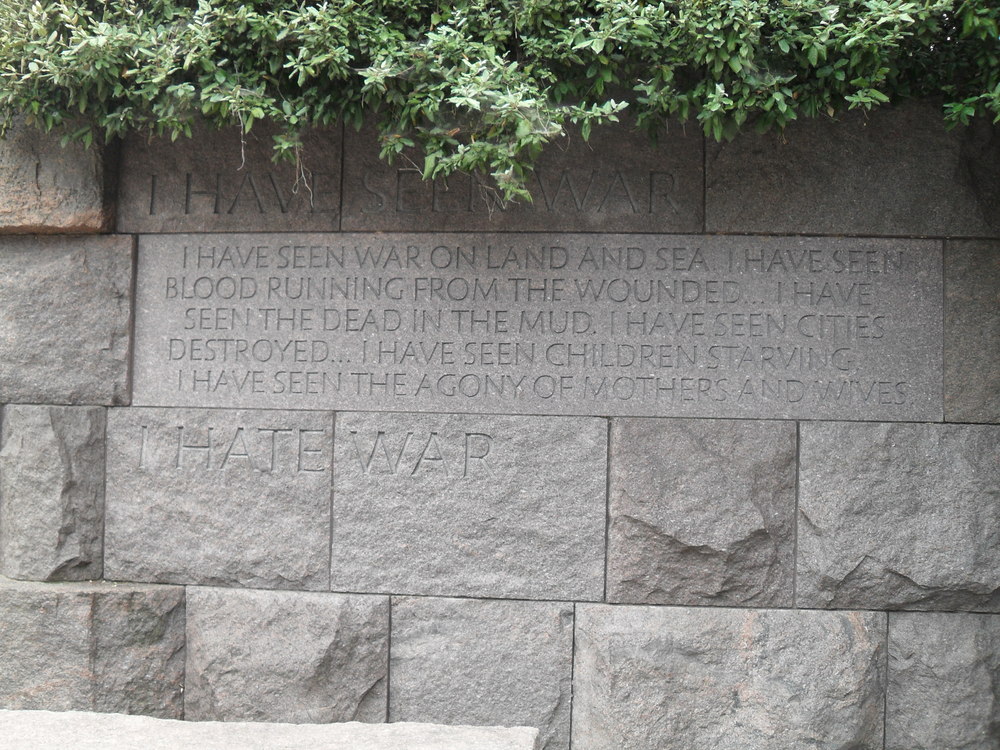 I HAVE SEEN WAR
I HAVE SEEN WAR ON LAND AND SEA. I HAVE SEEN
BLOOD RUNNING FROM THE WOUNDED... I HAVE
SEEN THE DEAD IN THE MUD. I HAVE SEEN CITIES
DESTROYED... I HAVE SEEN CHILDREN STARVING.
I HAVE SEEN THE AGONY OF MOTHERS AND WIVES.
I HATE WAR